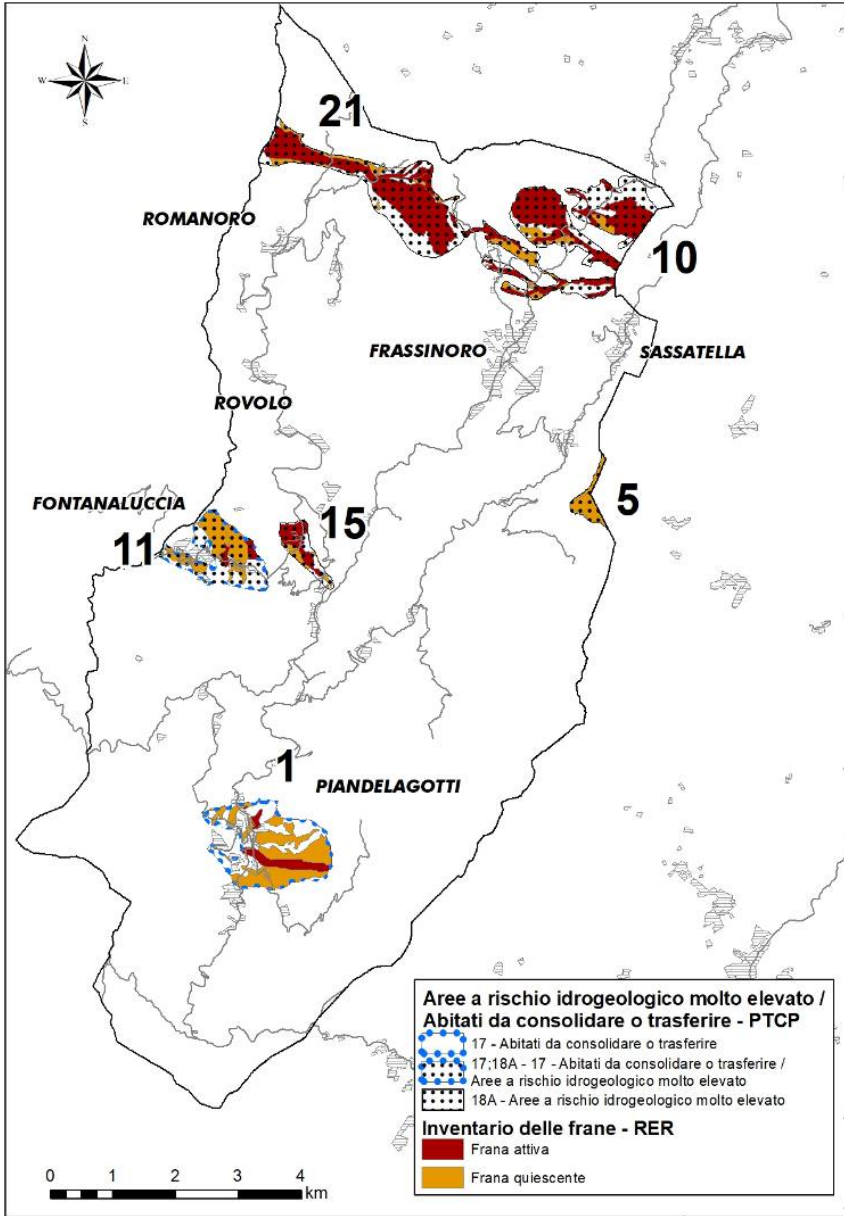 N
W E
S
21
ROMANORO
10
FRASSINORO
SASSATELLA
ROVOLO
FONTANALUCCIA
5
15
11
1
PIANDELAGOTTI
Aree a rischio idrogeologico molto elevato /
Abitati da consolidare o trasferire - PTCP
17 - Abitati da consolidare o trasferire
17;18A - 17 - Abitati da consolidare o trasferire /
Aree a rischio idrogeologico molto elevato
18A - Aree a rischio idrogeologico molto elevato
Inventario delle frane - RER
Frana attiva
Frana quiescente
0 1 2 3 4
km